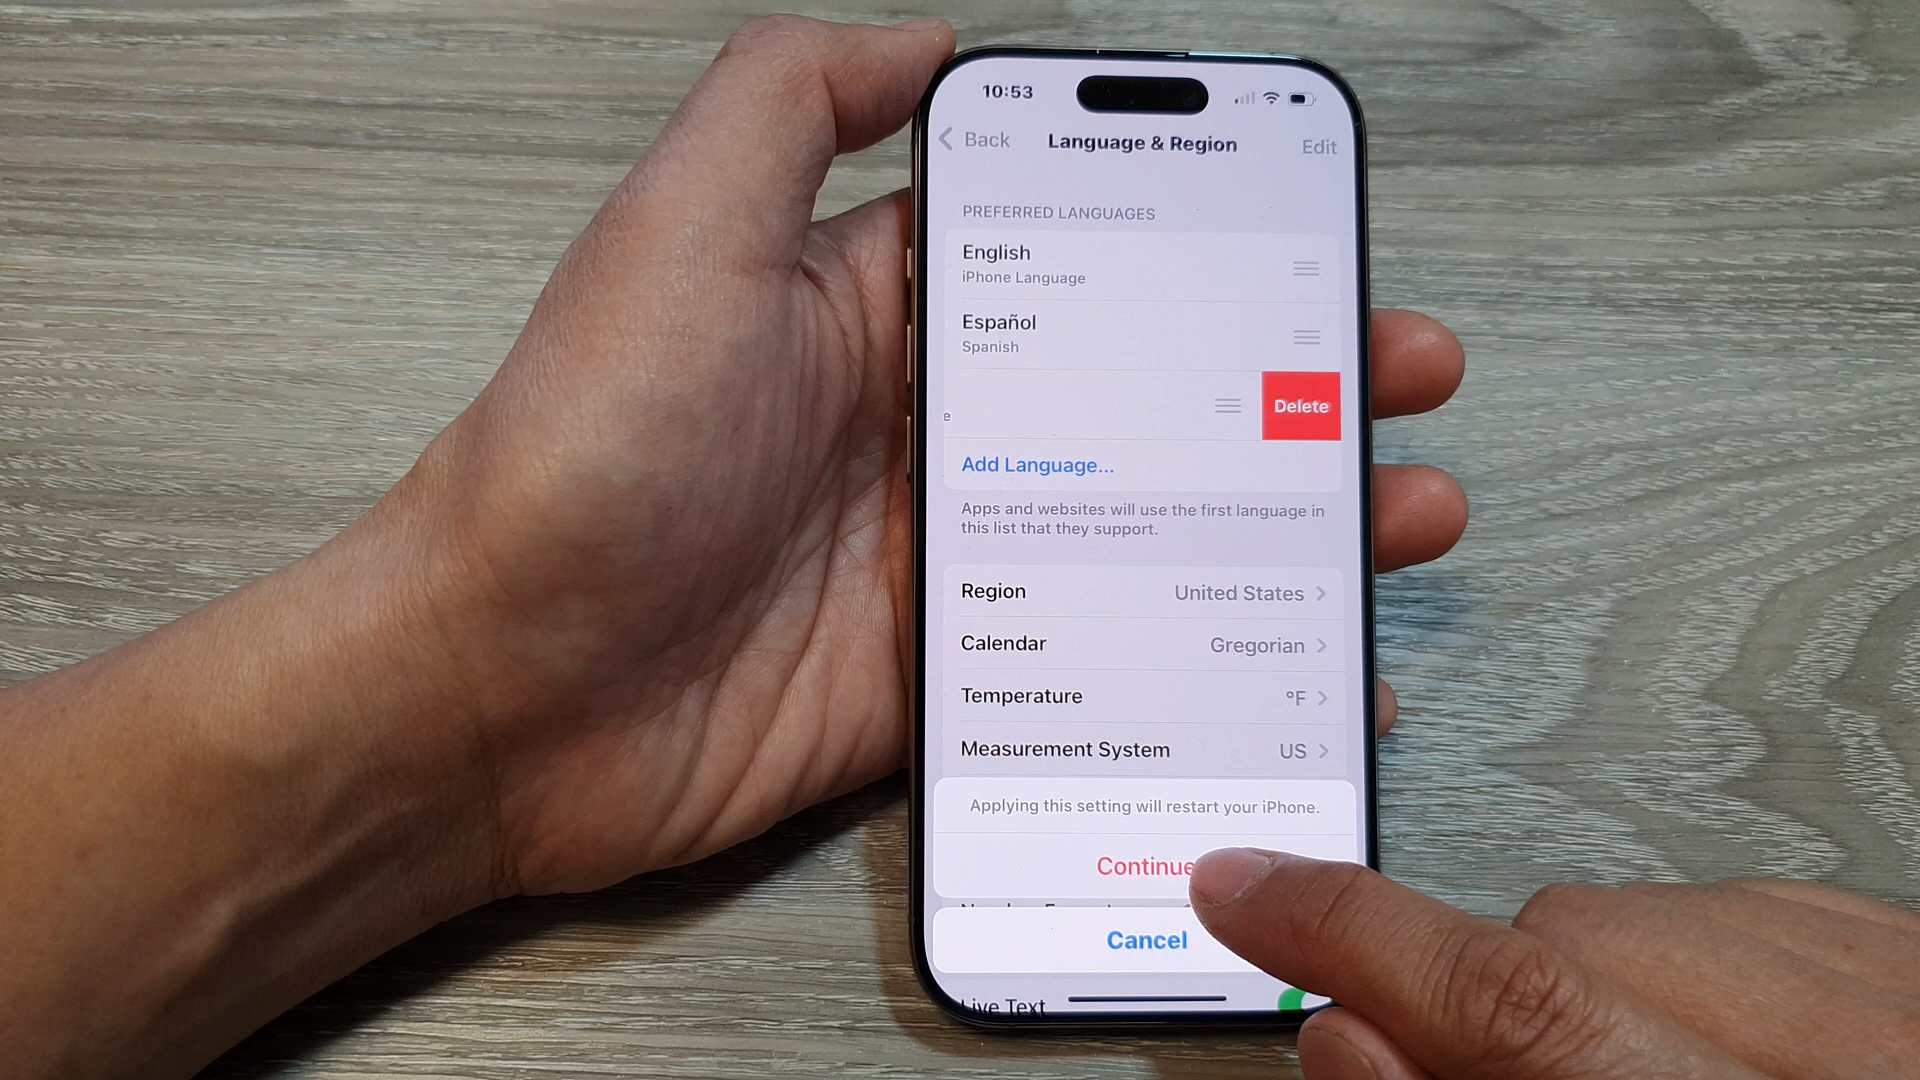 10:53
Back
Language & Region
Edit
PREFERRED LANGUAGES
English
iPhone Language
Español
Spanish
e
Delete
Add Language...
Apps and websites will use the first language in
this list that they support.
Region
United States
Calendar
Gregorian
Temperature
°F
Measurement System
US
Applying this setting will restart your iPhone.
Continue
Cancel
Live Text